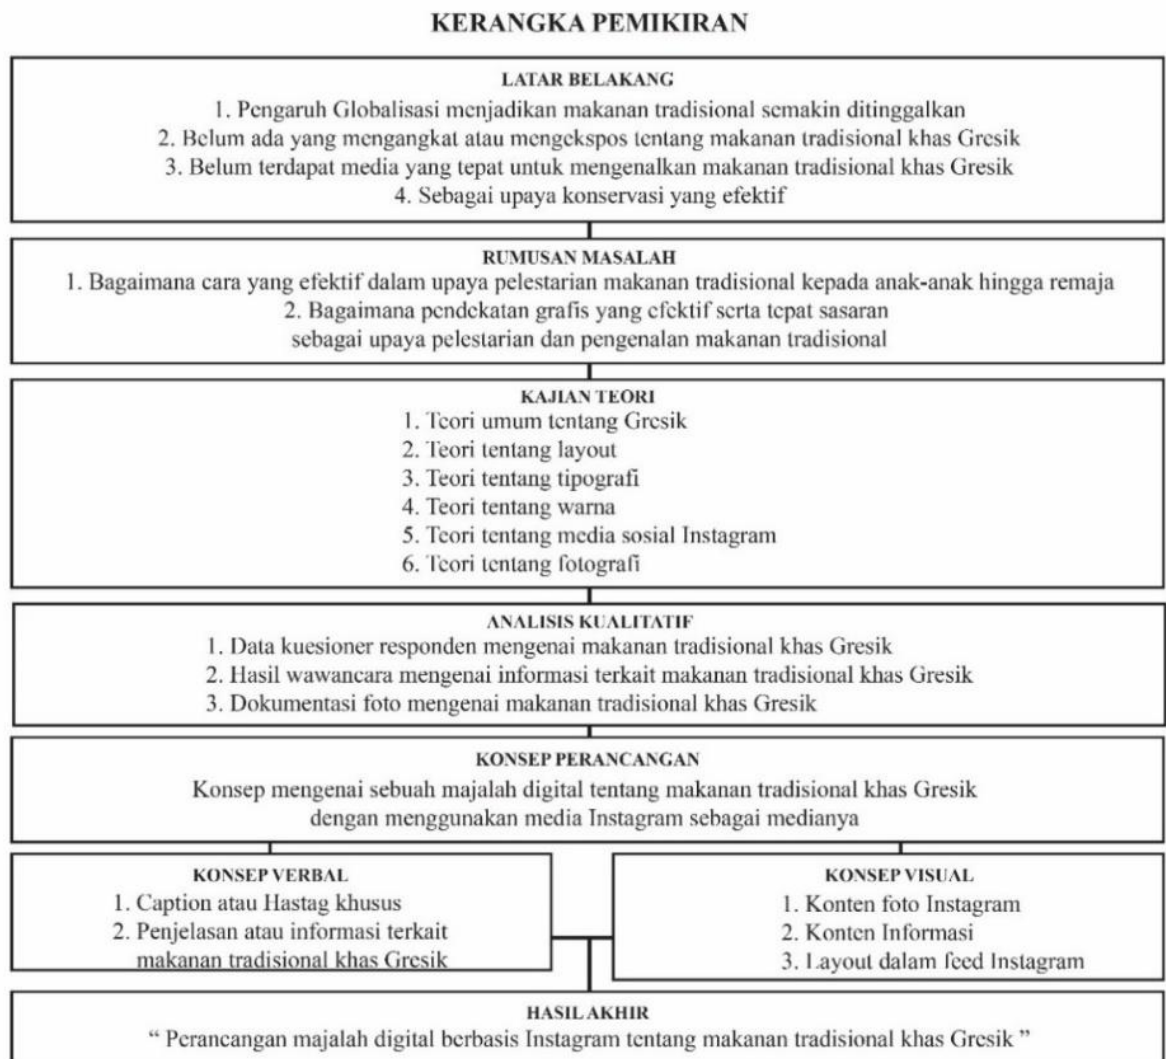 KERANGKA PEMIKIRAN
LATAR BELAKANG
1. Pengaruh Globalisasi menjadikan makanan tradisional semakin ditinggalkan
2. Belum ada yang mengangkat atau mengekspos tentang makanan tradisional khas Gresik
3. Belum terdapat media yang tepat untuk mengenalkan makanan tradisional khas Gresik
4. Sebagai upaya konservasi yang efektif
RUMUSAN MASALAH
1. Bagaimana cara yang efektif dalam upaya pelestarian makanan tradisional kepada anak-anak hingga remaja
2. Bagaimana pendekatan grafis yang efektif serta tepat sasaran
sebagai upaya pelestarian dan pengenalan makanan tradisional
KAJIAN TEORI
1. Teori umum tentang Gresik
2. Teori tentang layout
3. Teori tentang tipografi
4. Teori tentang warna
5. Teori tentang media sosial Instagram
6. Teori tentang fotografi
ANALISIS KUALITATIF
1. Data kuesioner responden mengenai makanan tradisional khas Gresik
2. Hasil wawancara mengenai informasi terkait makanan tradisional khas Gresik
3. Dokumentasi foto mengenai makanan tradisional khas Gresik
KONSEP PERANCANGAN
Konsep mengenai sebuah majalah digital tentang makanan tradisional khas Gresik
dengan menggunakan media Instagram sebagai medianya
KONSEP VERBAL
1. Caption atau Hastag khusus
2. Penjelasan atau informasi terkait
makanan tradisional khas Gresik
KONSEP VISUAL
1. Konten foto Instagram
2. Konten Informasi
3. Layout dalam feed Instagram
HASIL AKHIR
“ Perancangan majalah digital berbasis Instagram tentang makanan tradisional khas Gresik ”